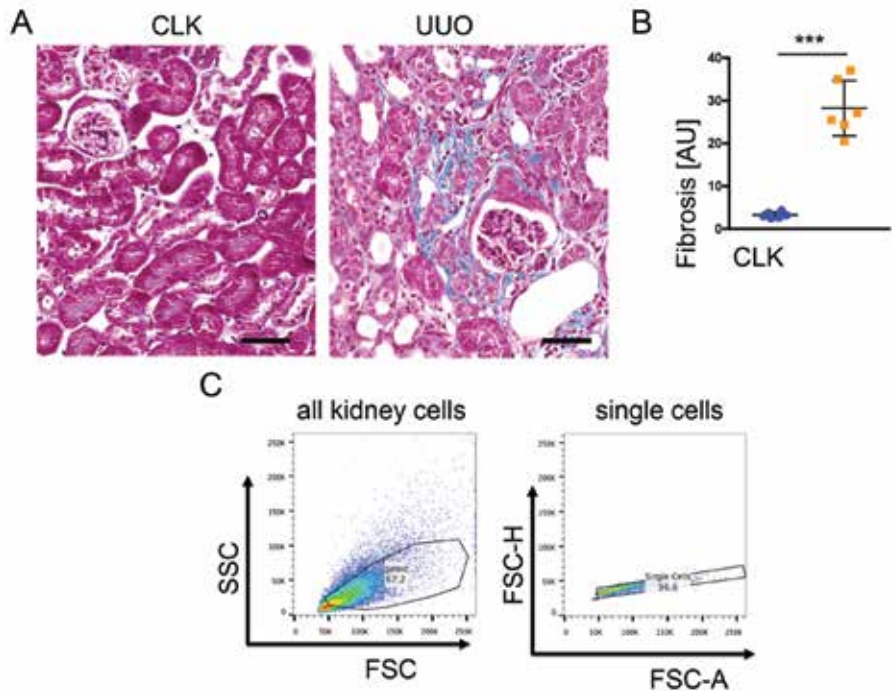 A
CLK
UUO
B
***
40
30
20
10
0
Fibrosis [AU]
CLK
C
all kidney cells
single cells
250K
200K
150K
100K
50K
0
SSC
57.2
0
50K
100K
150K
200K
250K
FSC
250K
200K
150K
100K
50K
0
FSC-H
Single Cells
0
50K
100K
150K
200K
250K
FSC-A